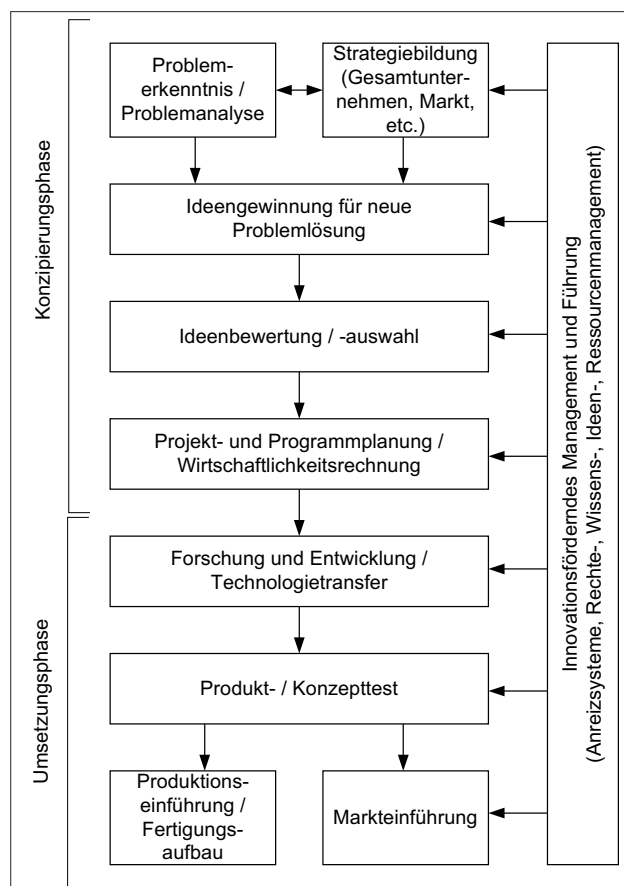 Konzipierungsphase
Problem-
erkenntnis /
Problemanalyse
Strategiebildung
(Gesamtunter-
nehmen, Markt,
etc.)
Ideengewinnung für neue
Problemlösung
Ideenbewertung / -auswahl
Projekt- und Programmplanung /
Wirtschaftlichkeitsrechnung
Umsetzungsphase
Forschung und Entwicklung /
Technologietransfer
Produkt- / Konzepttest
Produktions-
einführung /
Fertigungs-
aufbau
Markteinführung
Innovationsförderndes Management und Führung
(Anreizsysteme, Rechte-, Wissens-, Ideen-, Ressourcenmanagement)